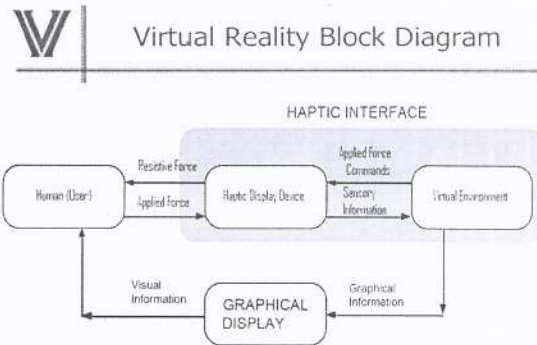 Virtual Reality Block Diagram
HAPTIC INTERFACE
Resistive Force
Applied Force
Commands
Human (User)
Haptic Display Device
Virtual Environment
Applied Force
Sensory
Information
Visual
Information
GRAPHICAL
DISPLAY
Graphical
Information